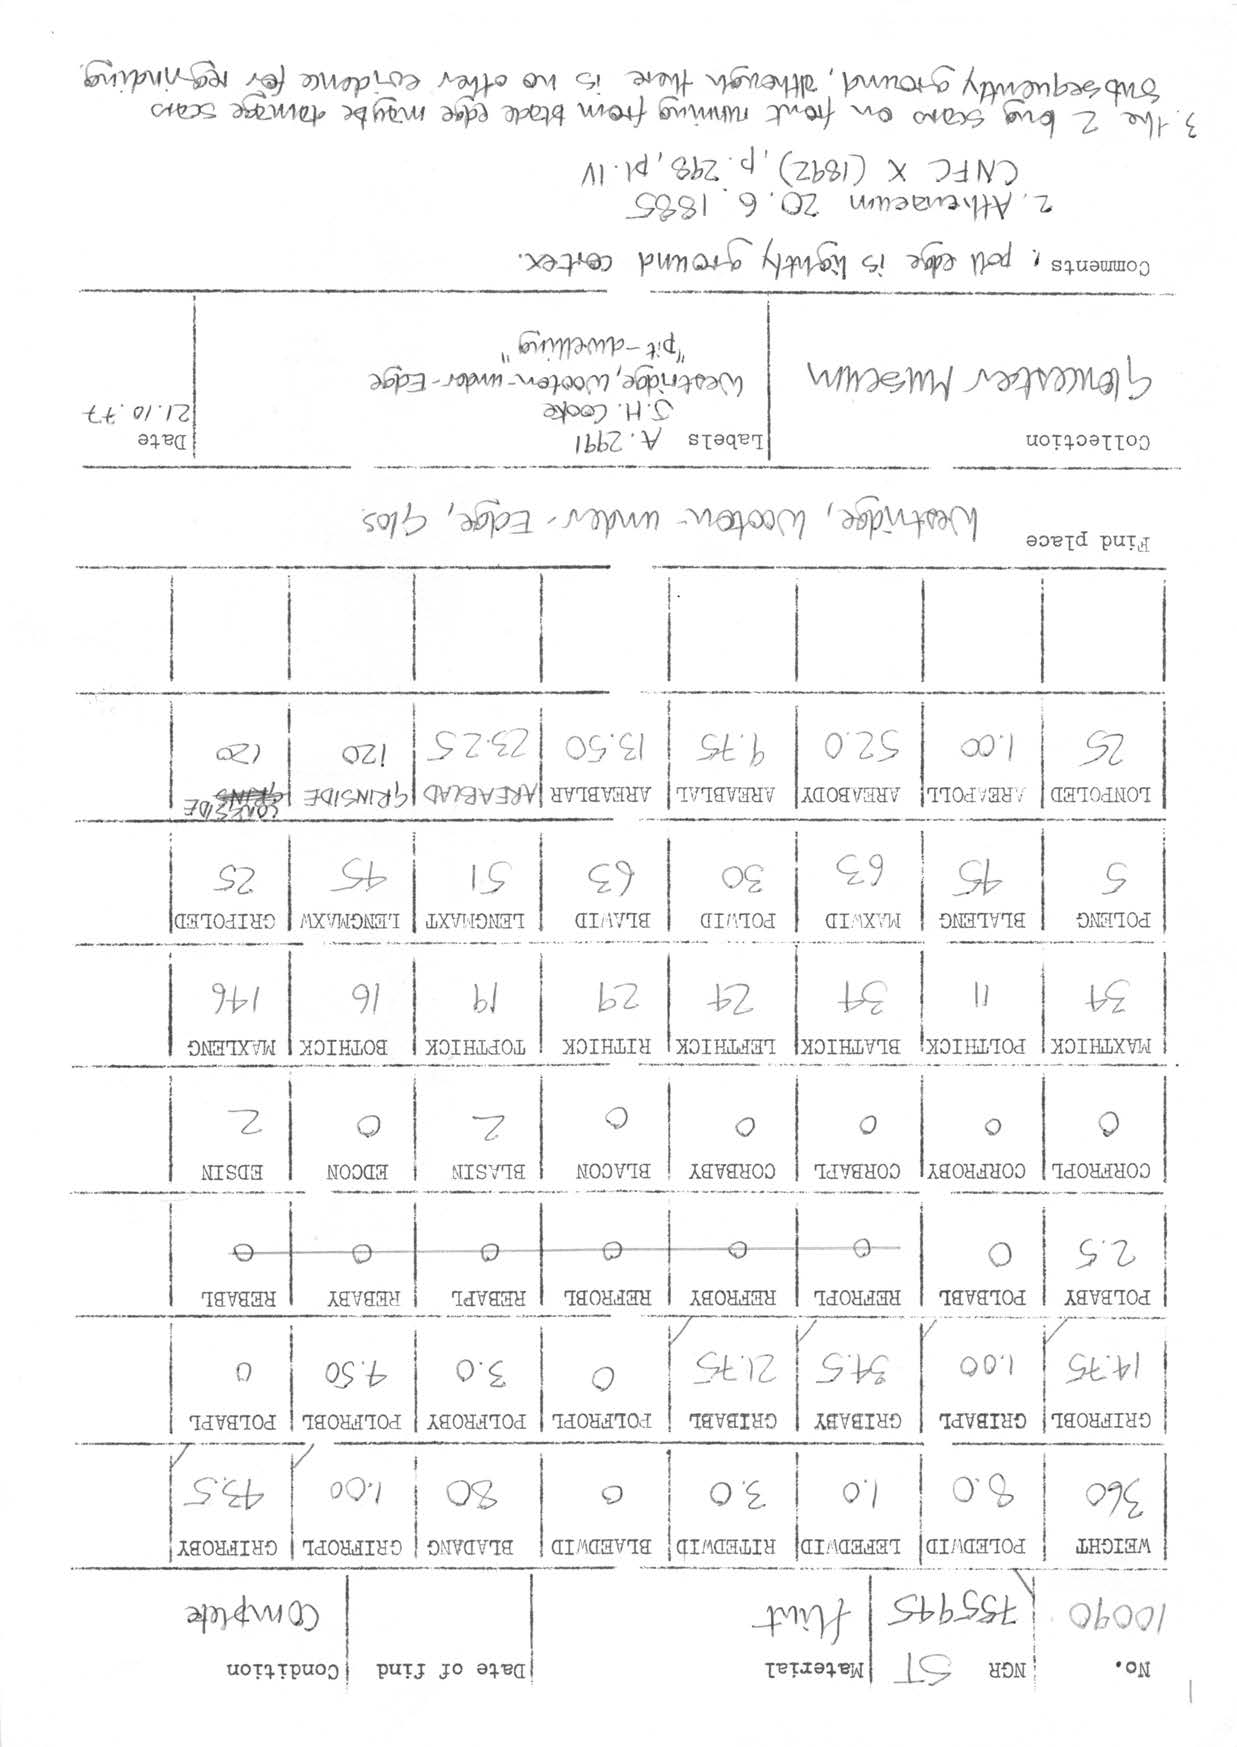 1
No. NGR ST Material Date of find Condition
10090 755945 flint Complete
WEIGHT POLEDWID LEFEDWID RITEDWID BLAEDWID BLADANG GRIFROPL GRIFROBY
360 8.0 1.0 3.0 0 80 1.00 43.5
GRIFROBL GRIBAPL GRIBABY GRIBABL POLFROPL POLFROBY POLFROBL POLBAPL
14.75 1.00 34.5 21.75 0 3.0 4.50 0
POLBABY POLBABL REFROPL REFROBY REFROBL REBAPL REBABY REBABL
2.5 0 0 0 0 0 0 0
CORFROPL CORFROBY CORBAPL CORBABY BLACON BLASIN EDCON EDSIN
0 0 0 0 0 2 0 2
MAXTHICK POLTHICK BLATHICK LEFTHICK RITHICK TOPTHICK BOTHICK MAXLENG
34 11 34 24 29 19 16 146
POLENG BLALENG MAXWID POLWID BLAWID LENGMAXT LENGMAXW GRIPOLED
5 45 63 30 63 51 45 25
LONPOLED AREAPOLL AREABODY AREABLAL AREABLAR AREABLAD GRINSIDE LONGSIDE
25 1.00 52.0 9.75 13.50 23.25 120 120
Find place Westridge, Wooton-under-Edge, Glos.
Collection Labels A. 2991 Date
Gloucester Museum J.H. Cooke 21.10.77
Westridge, Wooton-under-Edge
"pit-dwelling"
Comments 1. poll edge is lightly ground cortex.
2. Athenaeum 20.6.1885
CNFC X (1892), p.298, pl.IV
3. The 2 long scars on front running from blade edge maybe damage scars
subsequently ground, although there is no other evidence for regrinding.